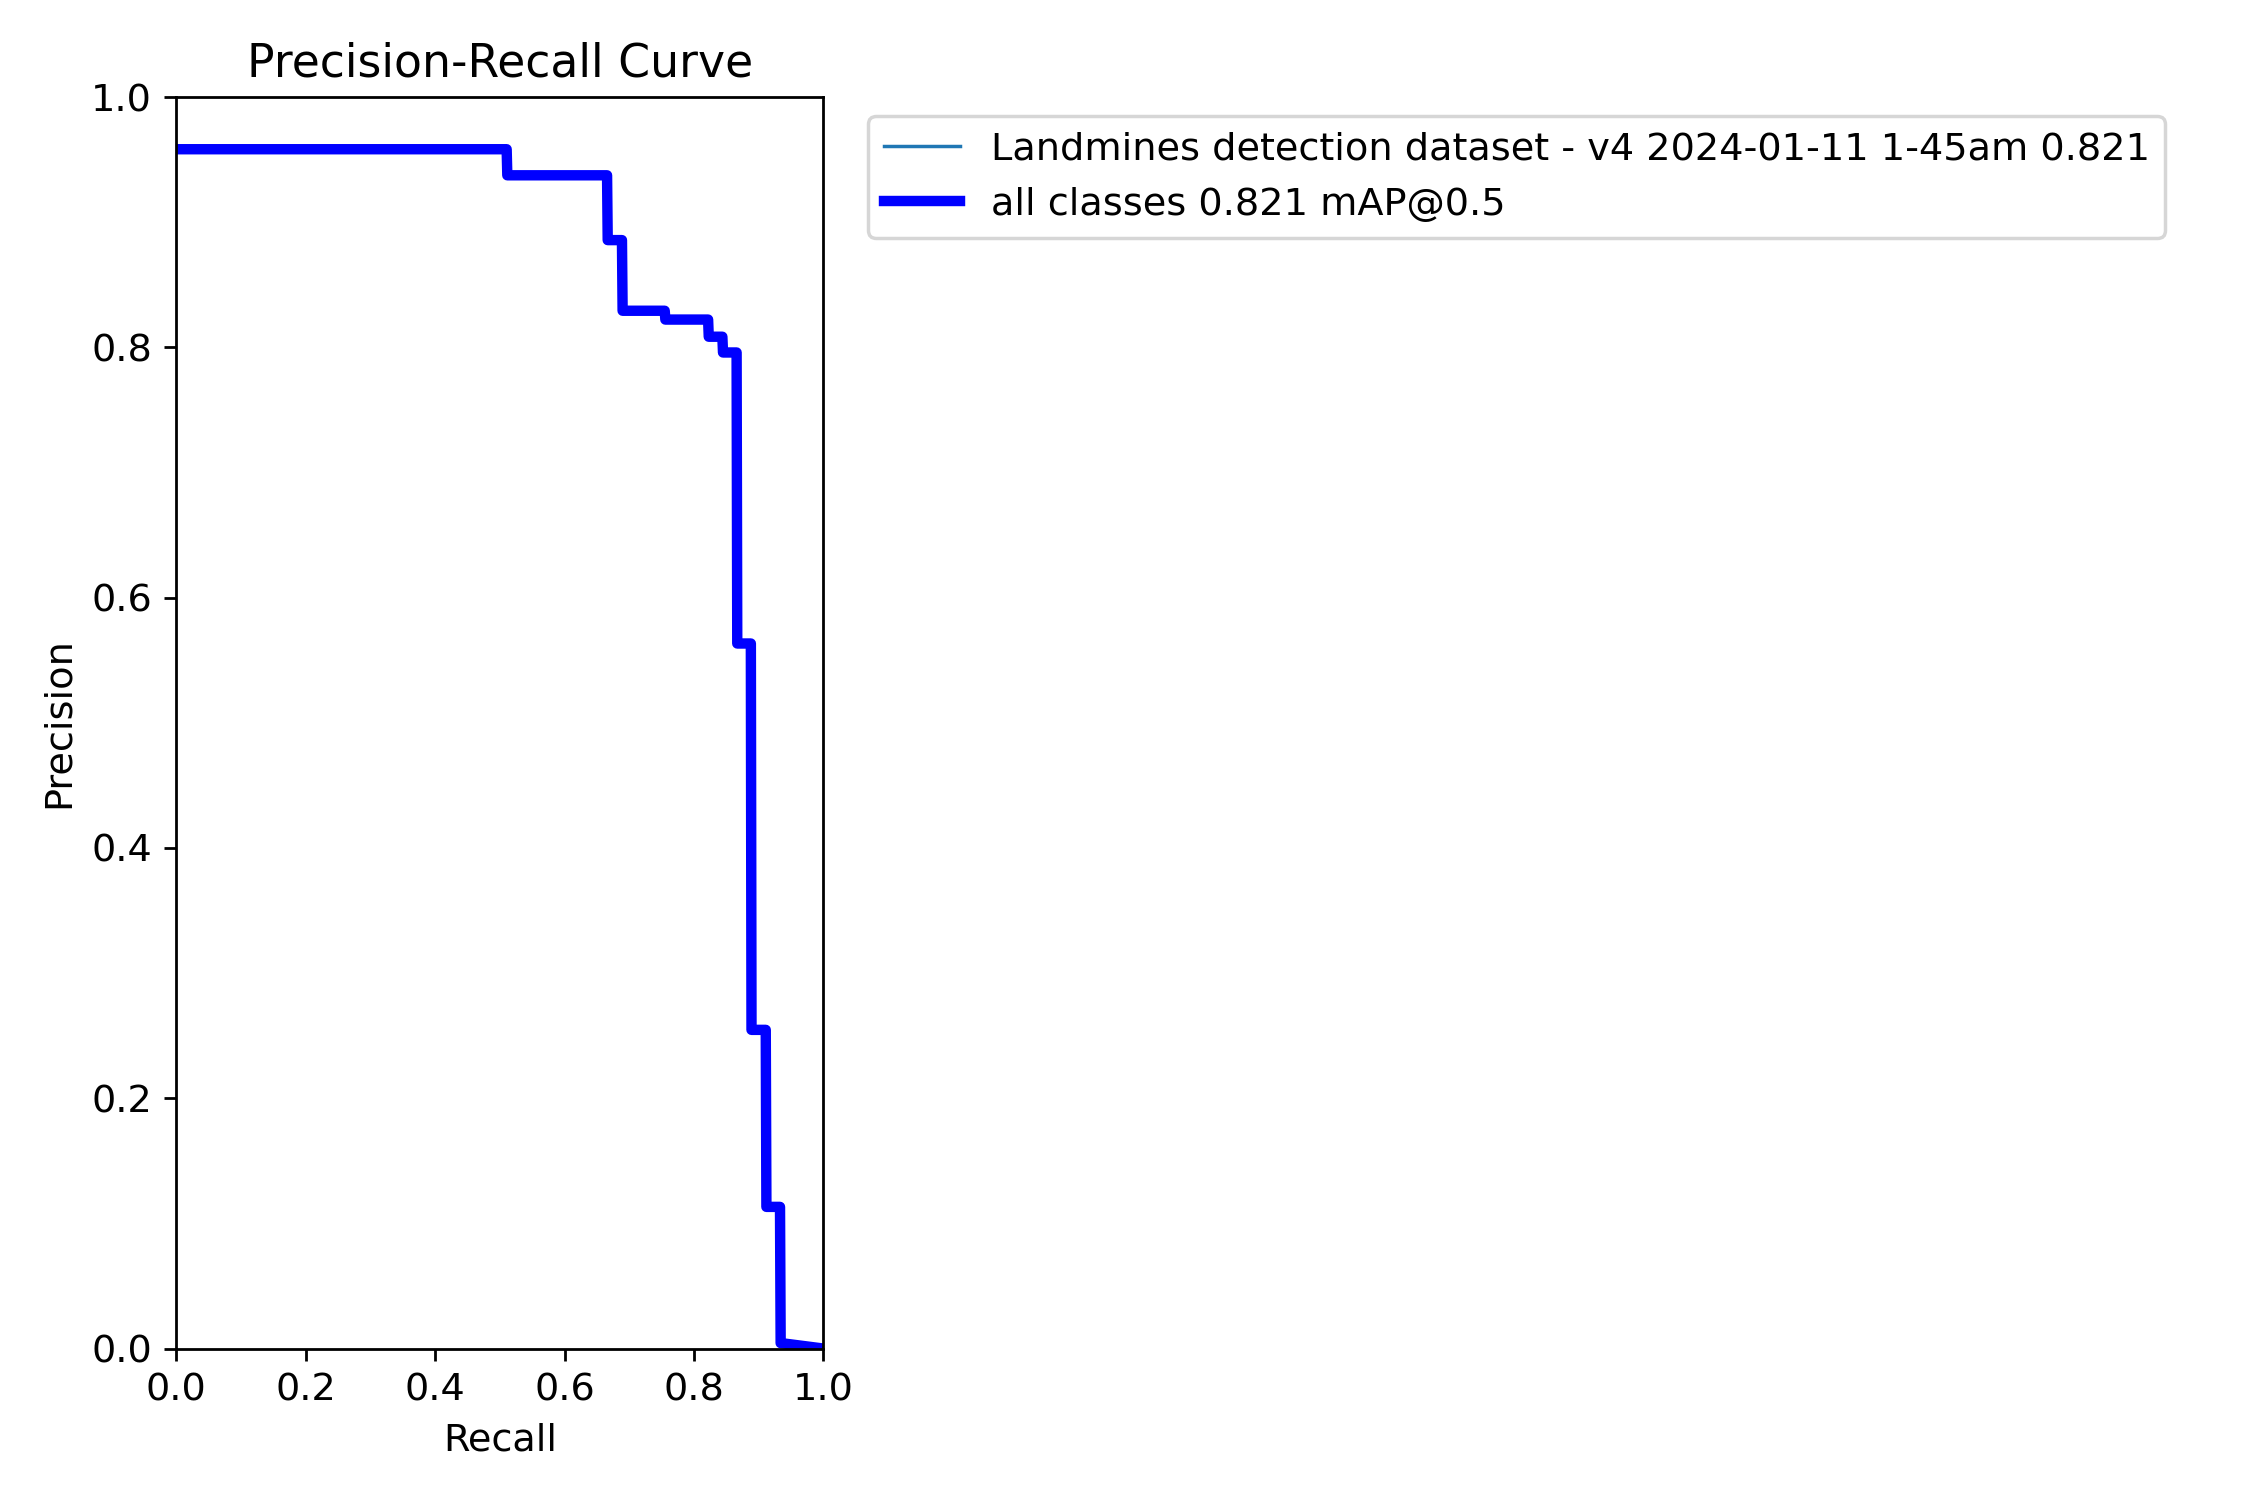 Precision-Recall Curve
1.0
0.8
0.6
0.4
0.2
0.0
Precision
0.0 0.2 0.4 0.6 0.8 1.0
Recall
Landmines detection dataset - v4 2024-01-11 1-45am 0.821
all classes 0.821 mAP@0.5